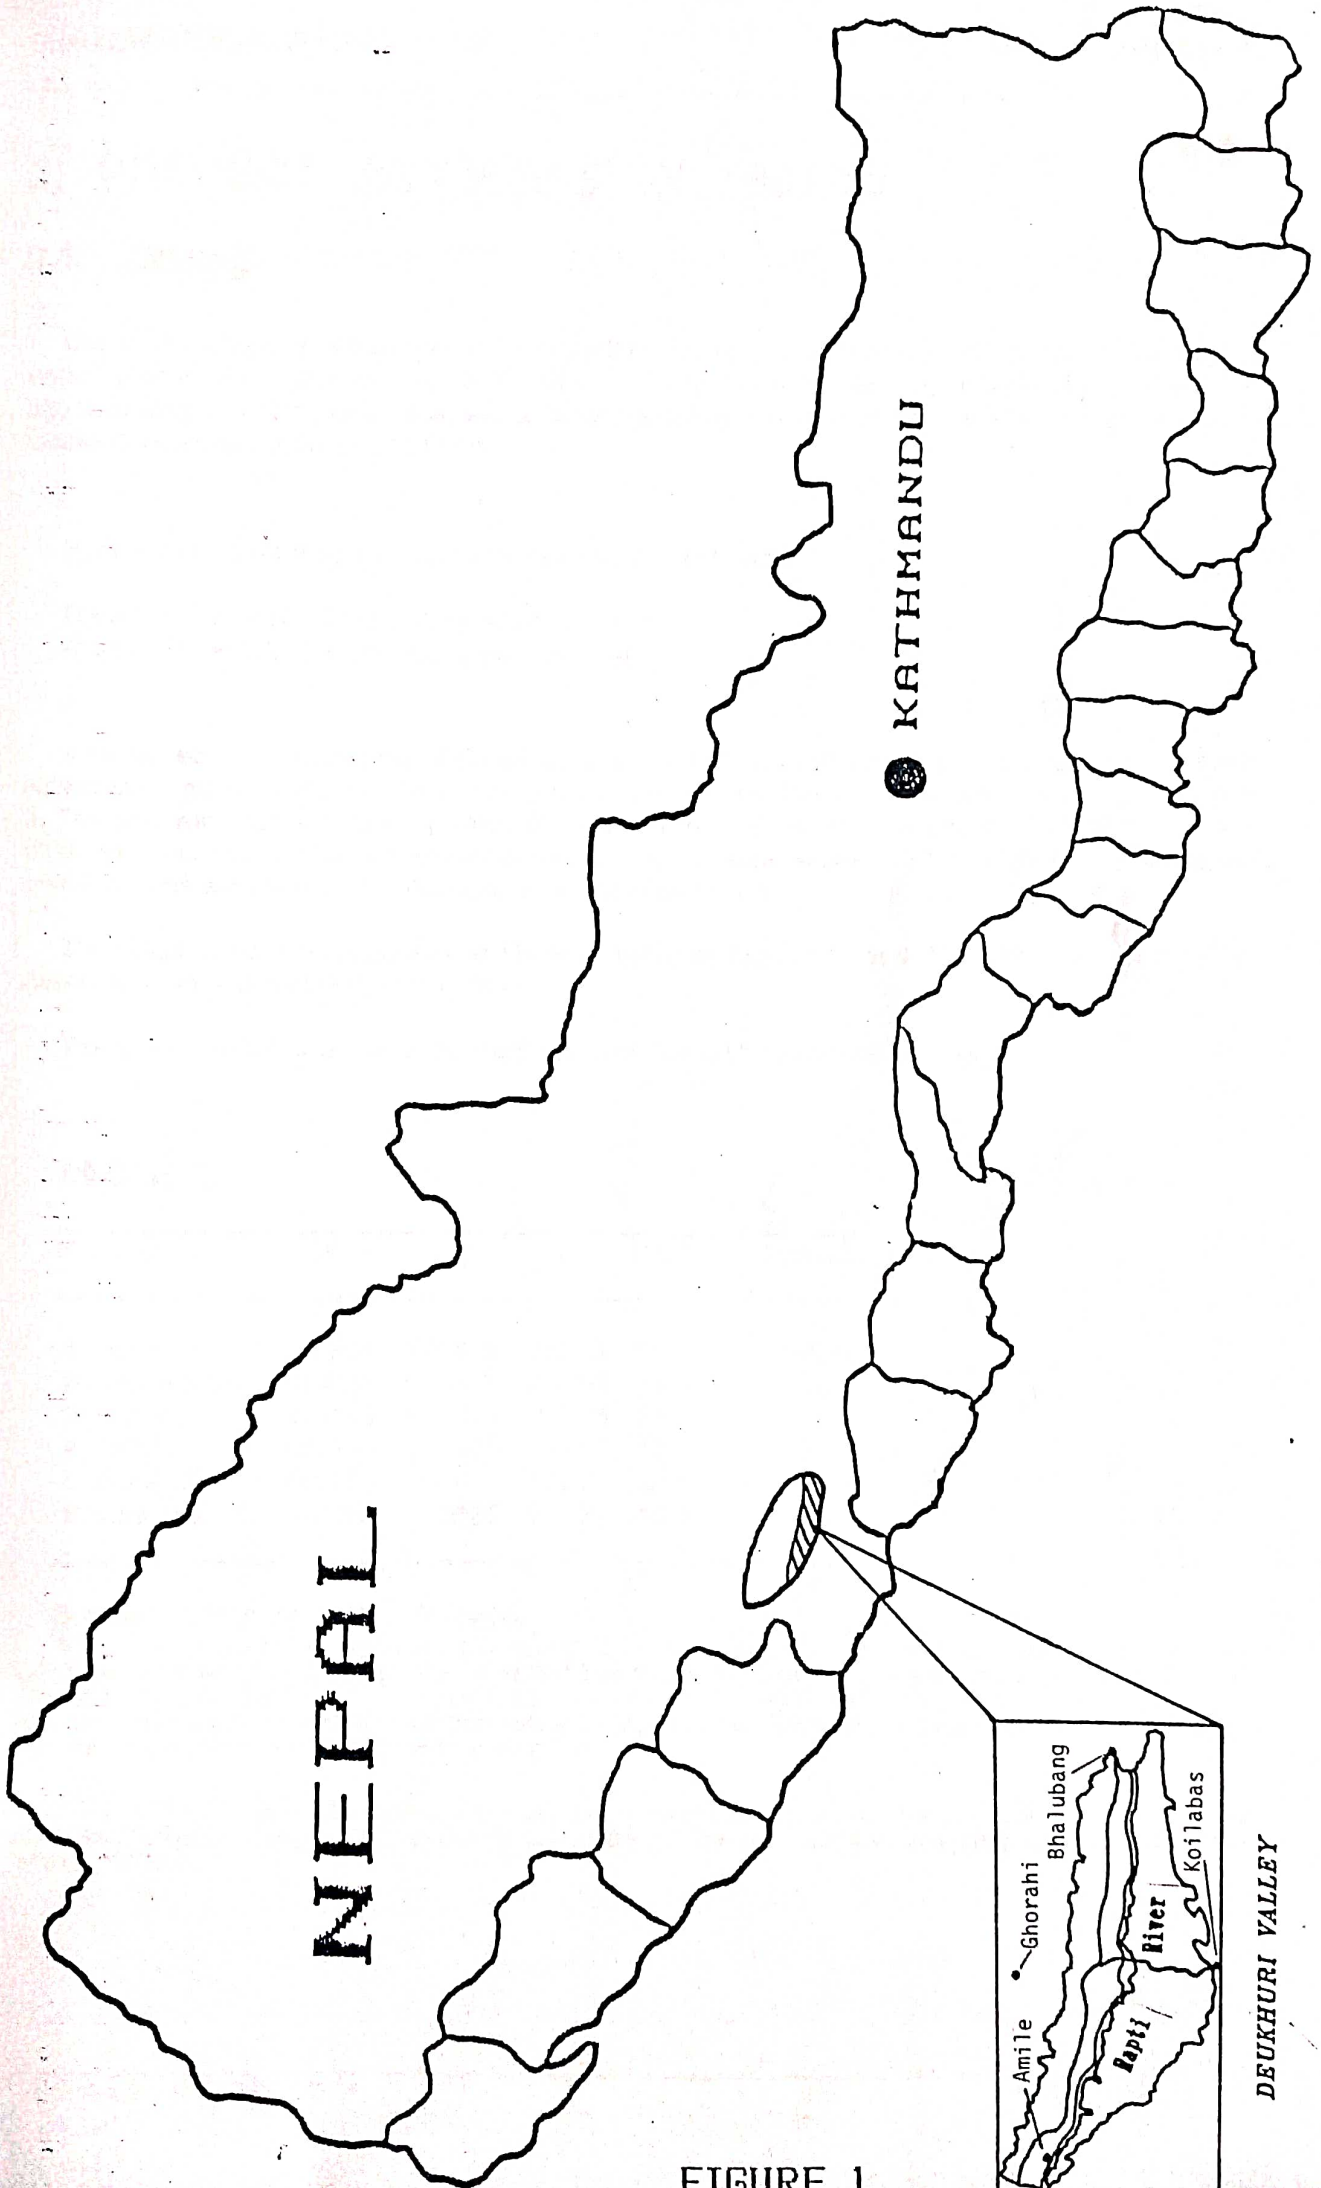 NEPAL
KATHMANDU
Amile
Ghorahi
Bhalubang
Rapti River
Koilabas
DEUKHURI VALLEY
FIGURE 1